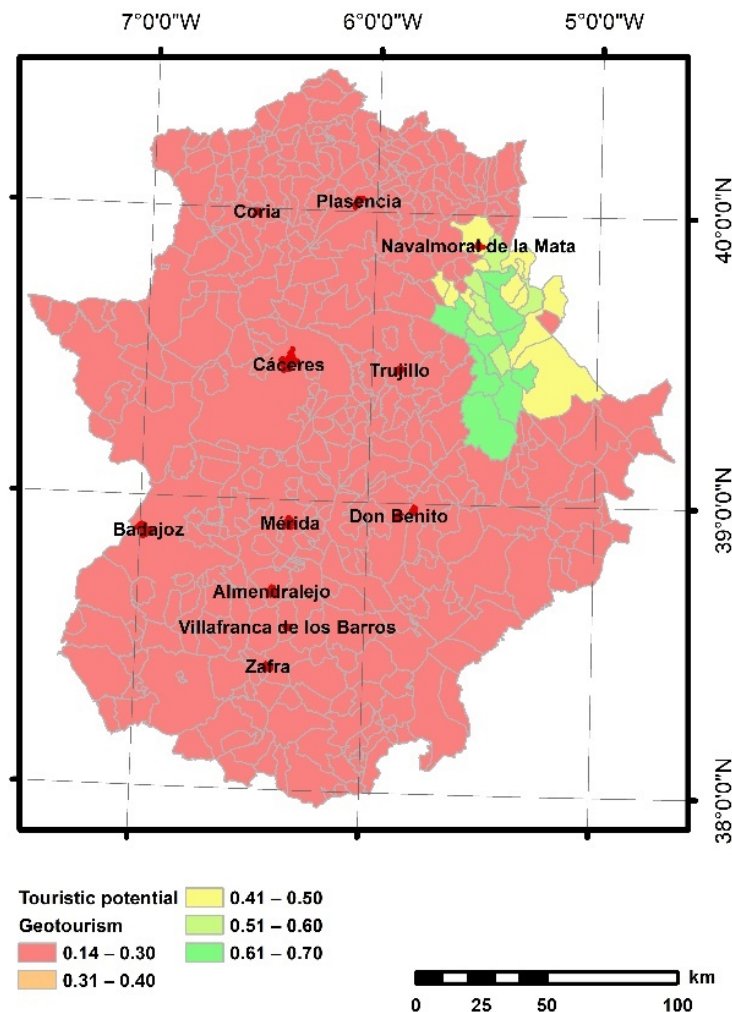 7°0'0"W 6°0'0"W 5°0'0"W
40°0'0"N
Plasencia
Coria
Navalmoral de la Mata
Cáceres
Trujillo
39°0'0"N
Don Benito
Mérida
Badajoz
Almendralejo
Villafranca de los Barros
Zafra
38°0'0"N
Touristic potential
Geotourism
0.14 – 0.30
0.31 – 0.40
0.41 – 0.50
0.51 – 0.60
0.61 – 0.70
km
0 25 50 100